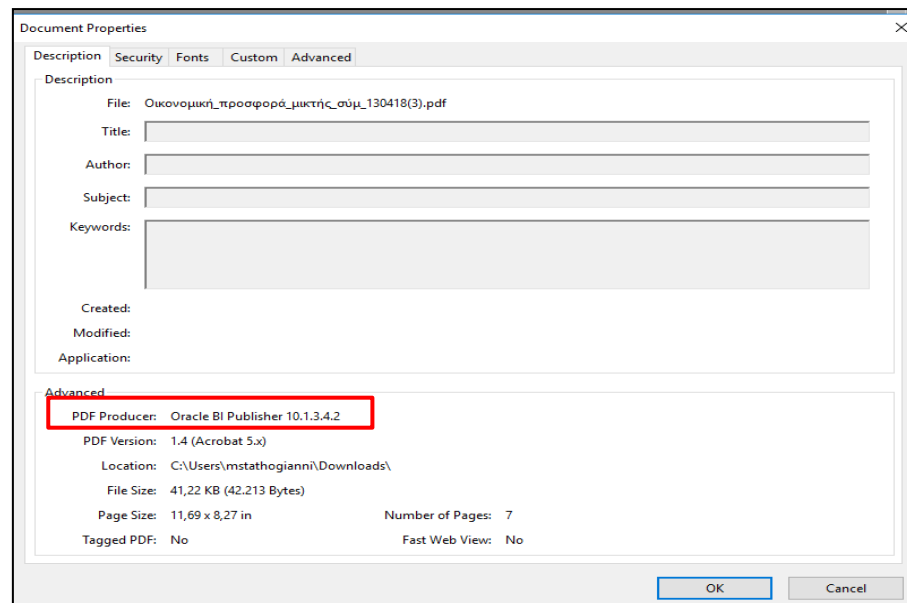 Document Properties
Description Security Fonts Custom Advanced
Description
File: Οικονομική_προσφορά_μικτής_σύμ_130418(3).pdf
Title:
Author:
Subject:
Keywords:
Created:
Modified:
Application:
Advanced
PDF Producer: Oracle BI Publisher 10.1.3.4.2
PDF Version: 1.4 (Acrobat 5.x)
Location: C:\Users\mstathogianni\Downloads\
File Size: 41,22 KB (42.213 Bytes)
Page Size: 11,69 x 8,27 in Number of Pages: 7
Tagged PDF: No Fast Web View: No
OK Cancel